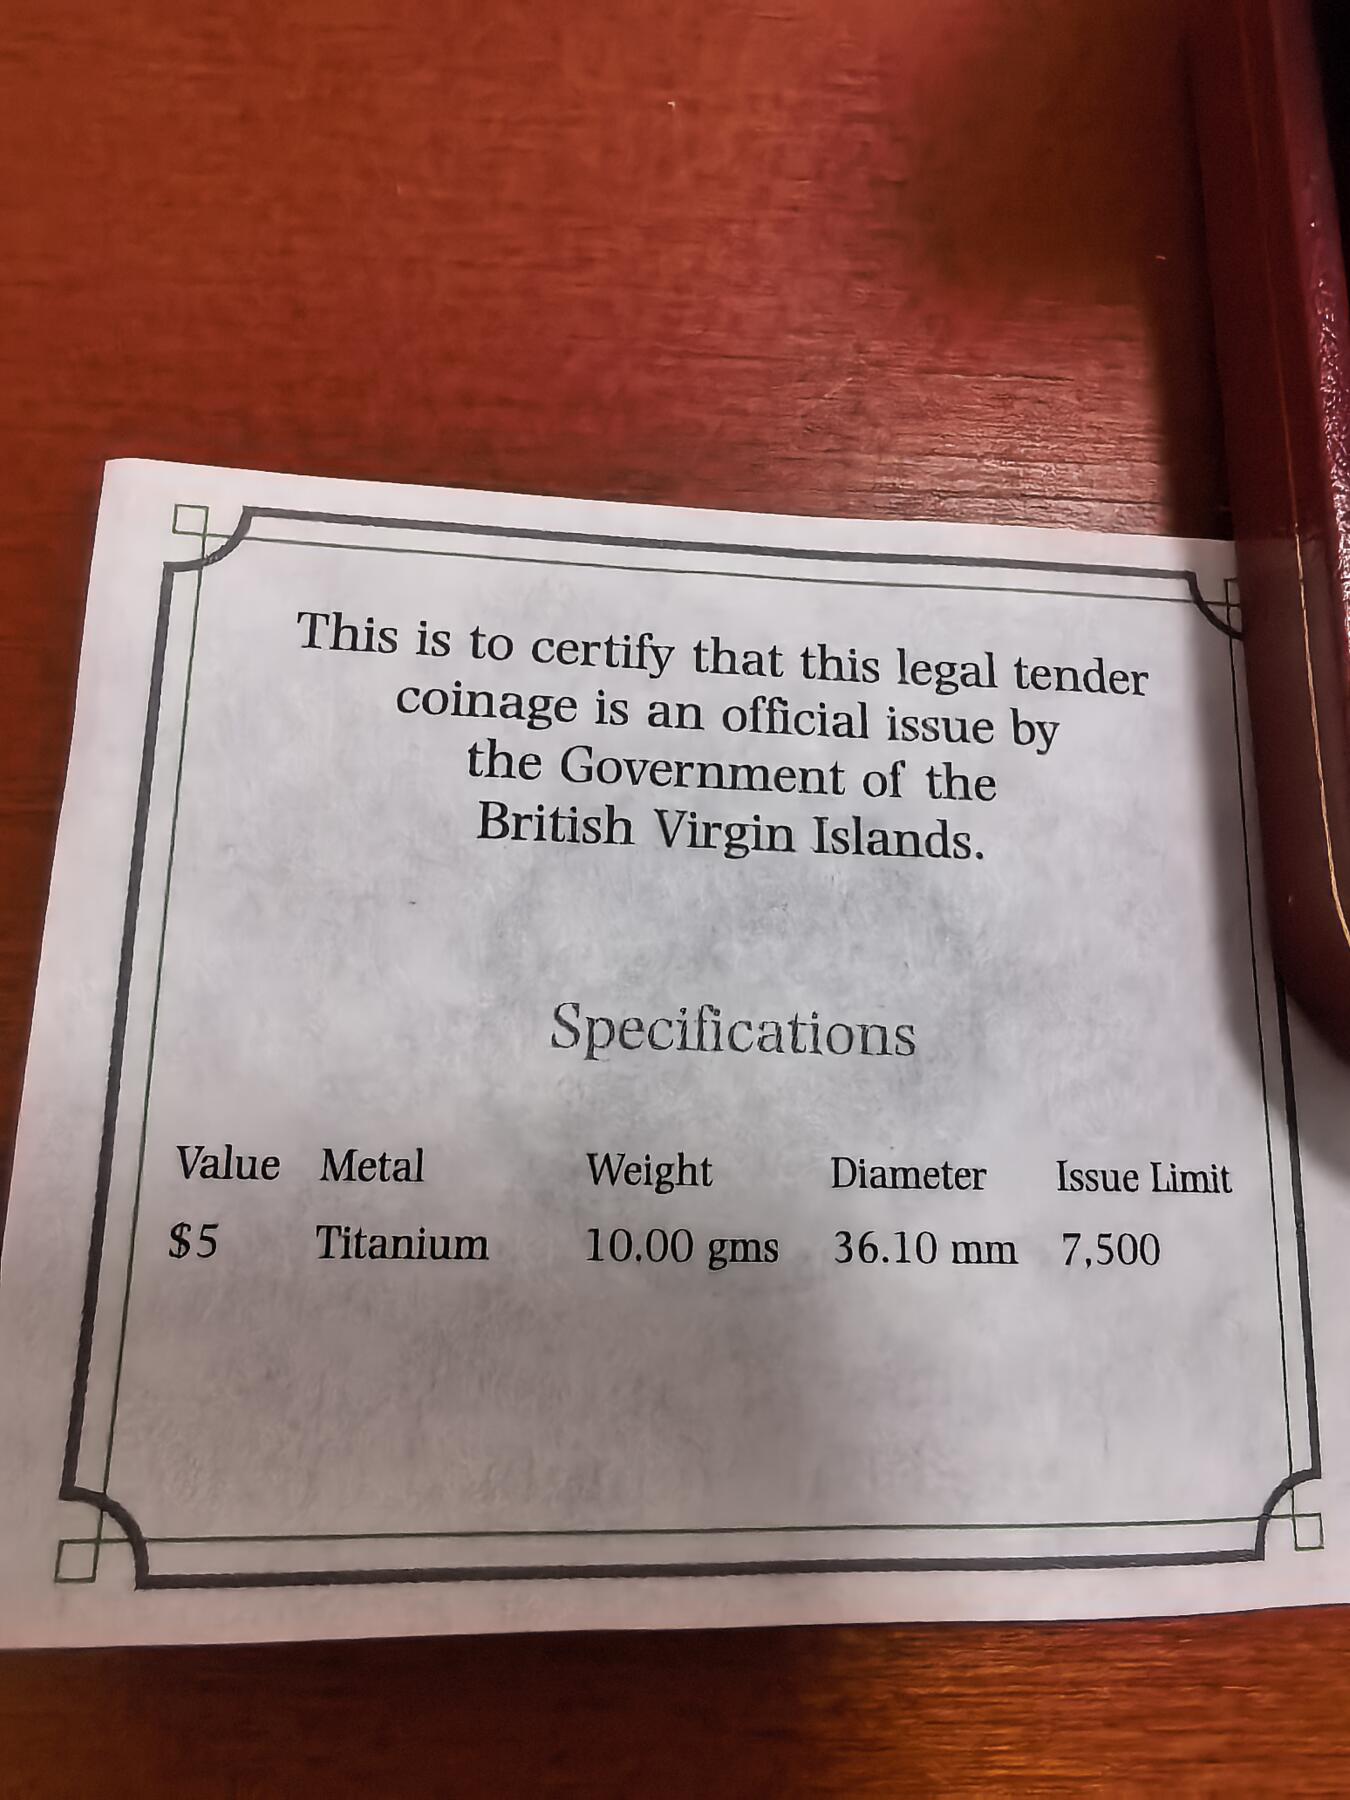 This is to certify that this legal tender
coinage is an official issue by
the Government of the
British Virgin Islands.
Specifications
Value Metal Weight Diameter Issue Limit
$5 Titanium 10.00 gms 36.10 mm 7,500